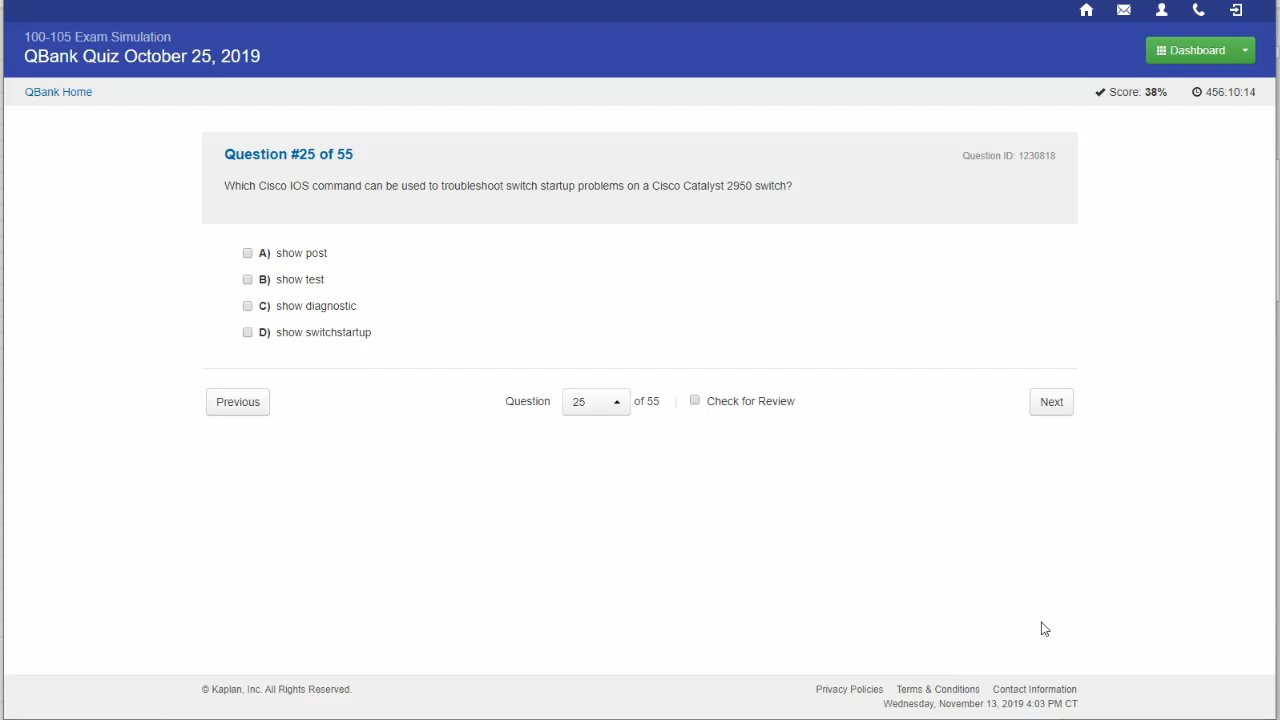 100-105 Exam Simulation
QBank Quiz October 25, 2019
Dashboard
QBank Home
Score: 38%
456:10:14
Question #25 of 55
Question ID: 1230818
Which Cisco IOS command can be used to troubleshoot switch startup problems on a Cisco Catalyst 2950 switch?
A) show post
B) show test
C) show diagnostic
D) show switchstartup
Previous
Question 25 of 55 | Check for Review
Next
© Kaplan, Inc. All Rights Reserved.
Privacy Policies Terms & Conditions Contact Information
Wednesday, November 13, 2019 4:03 PM CT